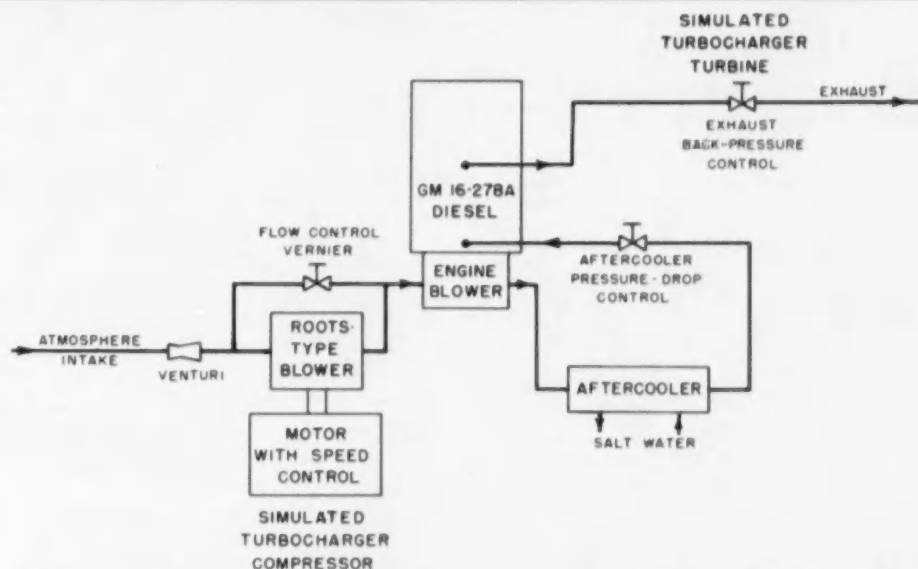 SIMULATED
TURBOCHARGER
TURBINE
EXHAUST
EXHAUST
BACK-PRESSURE
CONTROL
GM 16-278A
DIESEL
FLOW CONTROL
VERNIER
AFTERCOOLER
PRESSURE-DROP
CONTROL
ENGINE
BLOWER
ATMOSPHERE
INTAKE
VENTURI
ROOTS-
TYPE
BLOWER
AFTERCOOLER
SALT WATER
MOTOR
WITH SPEED
CONTROL
SIMULATED
TURBOCHARGER
COMPRESSOR